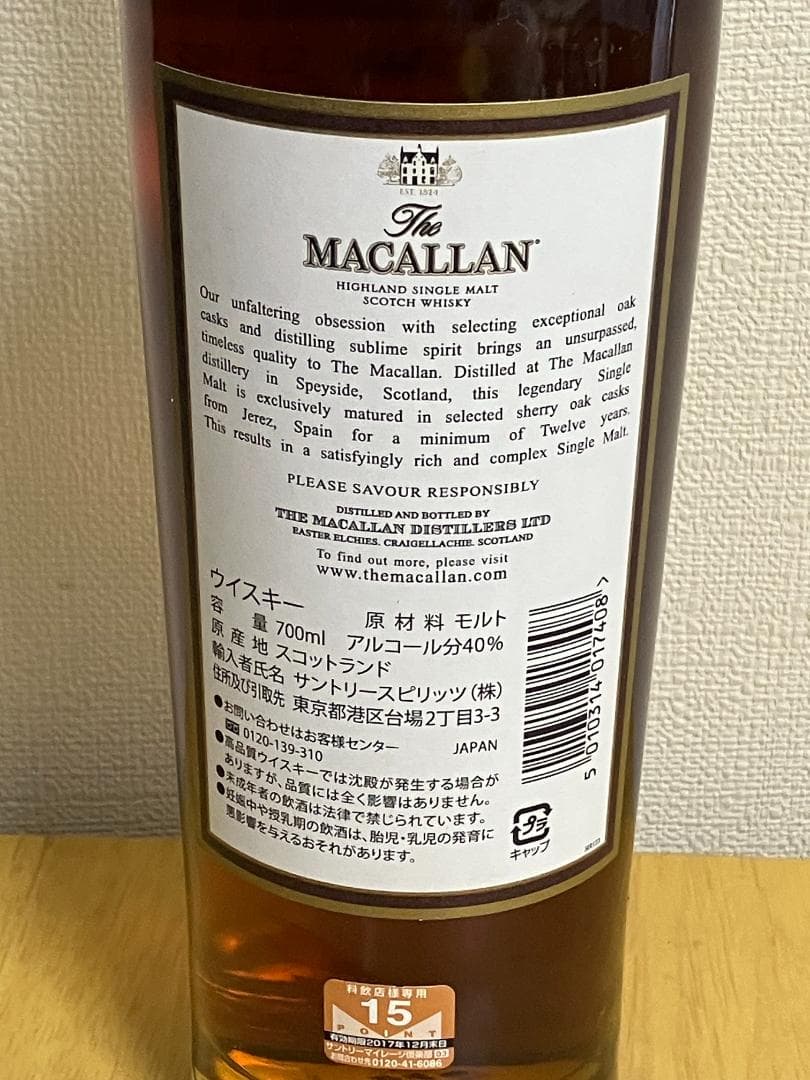 EST. 1824
The
MACALLAN
HIGHLAND SINGLE MALT
SCOTCH WHISKY
Our unfaltering obsession with selecting exceptional oak
casks and distilling sublime spirit brings an unsurpassed,
timeless quality to The Macallan. Distilled at The Macallan
distillery in Speyside, Scotland, this legendary Single
Malt is exclusively matured in selected sherry oak casks
from Jerez, Spain for a minimum of Twelve years.
This results in a satisfyingly rich and complex Single Malt.
PLEASE SAVOUR RESPONSIBLY
DISTILLED AND BOTTLED BY
THE MACALLAN DISTILLERS LTD
EASTER ELCHIES, CRAIGELLACHIE, SCOTLAND
To find out more, please visit
www.themacallan.com
ウイスキー 原材料 モルト
容量 700ml アルコール分40%
原産地 スコットランド
輸入者氏名 サントリースピリッツ(株)
住所及び引取先 東京都港区台場2丁目3-3
JAPAN
●お問い合わせはお客様センター
0120-139-310
●高品質ウイスキーでは沈殿が発生する場合が
ありますが、品質には全く影響はありません。
●未成年者の飲酒は法律で禁じられています。
●妊娠中や授乳期の飲酒は、胎児・乳児の発育に
悪影響を与えるおそれがあります。
5 010314 017408 >
プラ
キャップ
料飲店様専用
15
POINT
有効期限2017年12月末日
サントリーマイレージ倶楽部 03
お問合わせ先 0120-41-6086